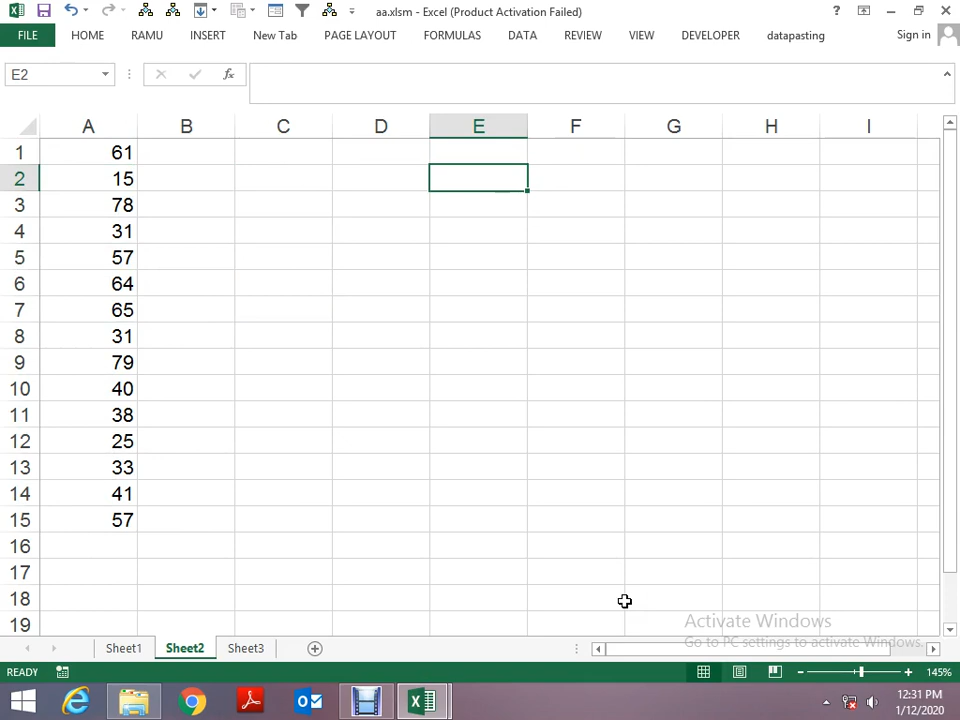 aa.xlsm - Excel (Product Activation Failed)
?
FILE HOME RAMU INSERT New Tab PAGE LAYOUT FORMULAS DATA REVIEW VIEW DEVELOPER datapasting Sign in
E2 fx
A B C D E F G H I
1 61
2 15
3 78
4 31
5 57
6 64
7 65
8 31
9 79
10 40
11 38
12 25
13 33
14 41
15 57
16
17
18
19
Activate Windows
Go to PC settings to activate Windows.
Sheet1 Sheet2 Sheet3
READY 145%
12:31 PM
1/12/2020